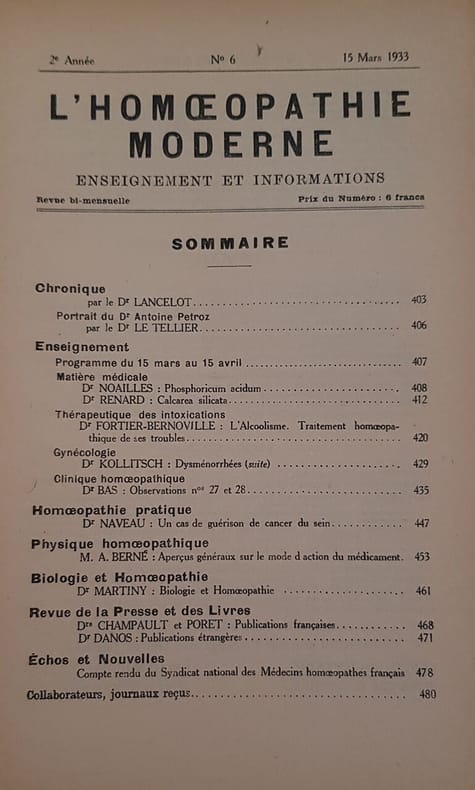 2e Année No 6 15 Mars 1933
L'HOMŒOPATHIE
MODERNE
ENSEIGNEMENT ET INFORMATIONS
Revue bi-mensuelle Prix du Numéro : 6 francs
SOMMAIRE
Chronique
par le Dr LANCELOT 403
Portrait du Dr Antoine Petroz
par le Dr LE TELLIER 406
Enseignement
Programme du 15 mars au 15 avril 407
Matière médicale
Dr NOAILLES : Phosphoricum acidum 408
Dr RENARD : Calcarea silicata 412
Thérapeutique des intoxications
Dr FORTIER-BERNOVILLE : L'Alcoolisme. Traitement homœopa-
thique de ses troubles 420
Gynécologie
Dr KOLLITSCH : Dysménorrhées (suite) 429
Clinique homœopathique
Dr BAS : Observations nos 27 et 28 435
Homœopathie pratique
Dr NAVEAU : Un cas de guérison de cancer du sein 447
Physique homœopathique
M. A. BERNÉ : Aperçus généraux sur le mode d'action du médicament. 453
Biologie et Homœopathie
Dr MARTINY : Biologie et Homœopathie 461
Revue de la Presse et des Livres
Drs CHAMPAULT et PORET : Publications françaises 468
Dr DANOS : Publications étrangères 471
Échos et Nouvelles
Compte rendu du Syndicat national des Médecins homœopathes français 478
Collaborateurs, journaux reçus 480